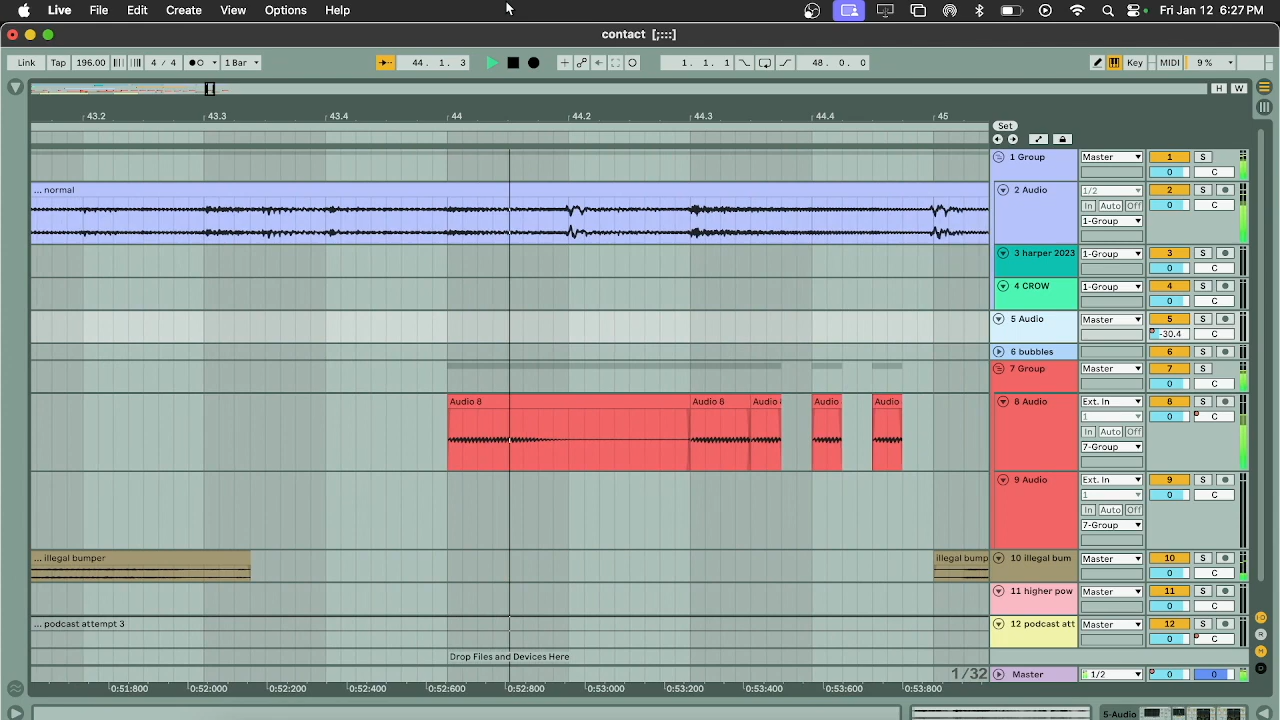 Live File Edit Create View Options Help Fri Jan 12 6:27 PM
contact [;:::]
Link Tap 196.00 4 / 4 1 Bar 44. 1. 3 1. 1. 1 48. 0. 0 Key MIDI 9 %
H W
43.2 43.3 43.4 44 44.2 44.3 44.4 45 Set
1 Group Master 1 S
0 C
... normal 2 Audio 1/2 2 S
In Auto Off 0 C
1-Group
3 harper 2023 1-Group 3 S
0 C
4 CROW 1-Group 4 S
0 C
5 Audio Master 5 S
-30.4 C
6 bubbles 6 S
7 Group Master 7 S
0 C
Audio 8 Audio 8 Audio Audio Audio 8 Audio Ext. In 8 S
1 0 C
In Auto Off
7-Group
9 Audio Ext. In 9 S
1 0 C
In Auto Off
7-Group
... illegal bumper illegal bump 10 illegal bum Master 10 S
0 C
11 higher pow Master 11 S
0 C
... podcast attempt 3 12 podcast att Master 12 S
0 C
Drop Files and Devices Here
1/32 Master 1/2 0 0
0:51:800 0:52:000 0:52:200 0:52:400 0:52:600 0:52:800 0:53:000 0:53:200 0:53:400 0:53:600 0:53:800
5-Audio